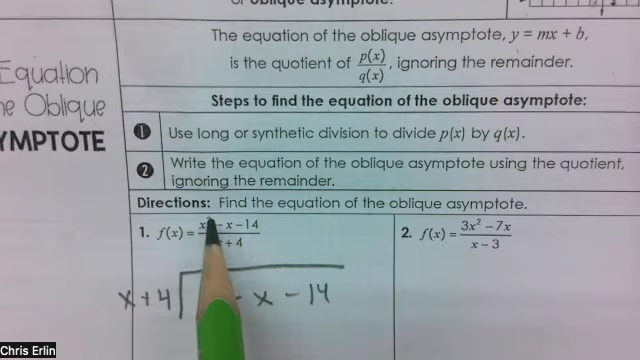 or oblique asymptote.
The equation of the oblique asymptote, y = mx + b,
is the quotient of p(x)/q(x), ignoring the remainder.
Equation
Oblique
Steps to find the equation of the oblique asymptote:
1 Use long or synthetic division to divide p(x) by q(x).
2 Write the equation of the oblique asymptote using the quotient,
ignoring the remainder.
Directions: Find the equation of the oblique asymptote.
1. f(x) = x - x - 14 / + 4
2. f(x) = 3x² - 7x / x - 3
x + 4 - x - 14
Chris Erlin